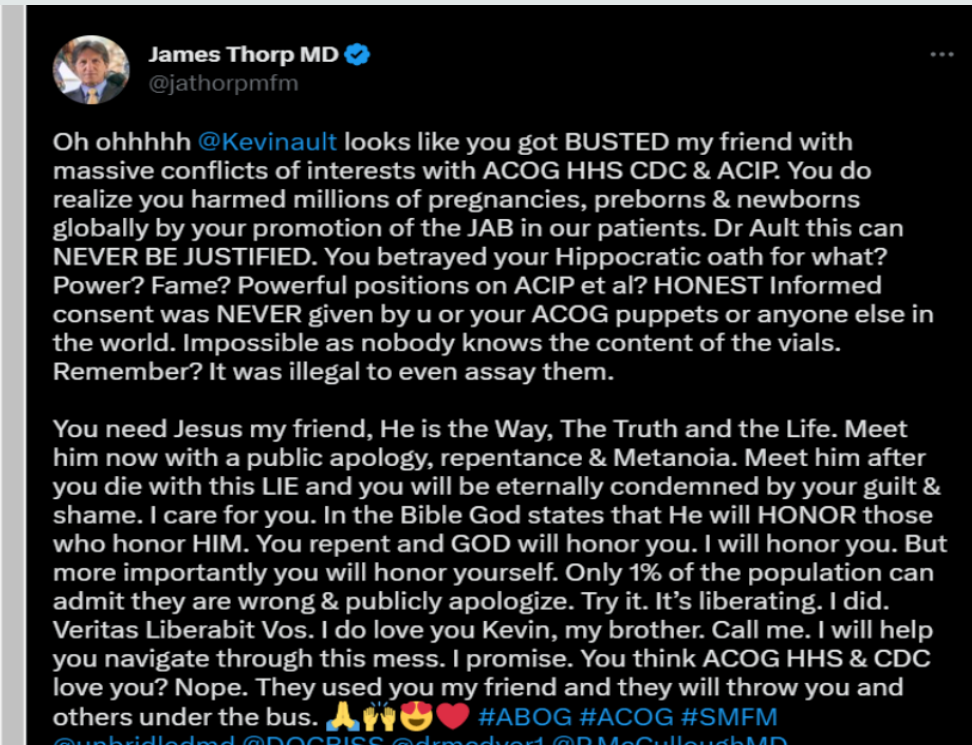 James Thorp MD
@jathorpmfm
Oh ohhhhh @Kevinault looks like you got BUSTED my friend with
massive conflicts of interests with ACOG HHS CDC & ACIP. You do
realize you harmed millions of pregnancies, preborns & newborns
globally by your promotion of the JAB in our patients. Dr Ault this can
NEVER BE JUSTIFIED. You betrayed your Hippocratic oath for what?
Power? Fame? Powerful positions on ACIP et al? HONEST Informed
consent was NEVER given by u or your ACOG puppets or anyone else in
the world. Impossible as nobody knows the content of the vials.
Remember? It was illegal to even assay them.
You need Jesus my friend, He is the Way, The Truth and the Life. Meet
him now with a public apology, repentance & Metanoia. Meet him after
you die with this LIE and you will be eternally condemned by your guilt &
shame. I care for you. In the Bible God states that He will HONOR those
who honor HIM. You repent and GOD will honor you. I will honor you. But
more importantly you will honor yourself. Only 1% of the population can
admit they are wrong & publicly apologize. Try it. It’s liberating. I did.
Veritas Liberabit Vos. I do love you Kevin, my brother. Call me. I will help
you navigate through this mess. I promise. You think ACOG HHS & CDC
love you? Nope. They used you my friend and they will throw you and
others under the bus. 🙏🙌😍❤️ #ABOG #ACOG #SMFM